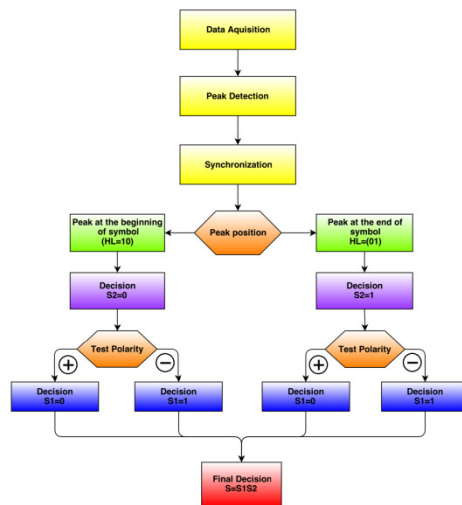 Data Aquisition
Peak Detection
Synchronization
Peak at the beginning
of symbol
(HL=10)
Peak position
Peak at the end of
symbol
HL=(01)
Decision
S2=0
Decision
S2=1
Test Polarity
Test Polarity
+
−
+
−
Decision
S1=0
Decision
S1=1
Decision
S1=0
Decision
S1=1
Final Decision
S=S1S2